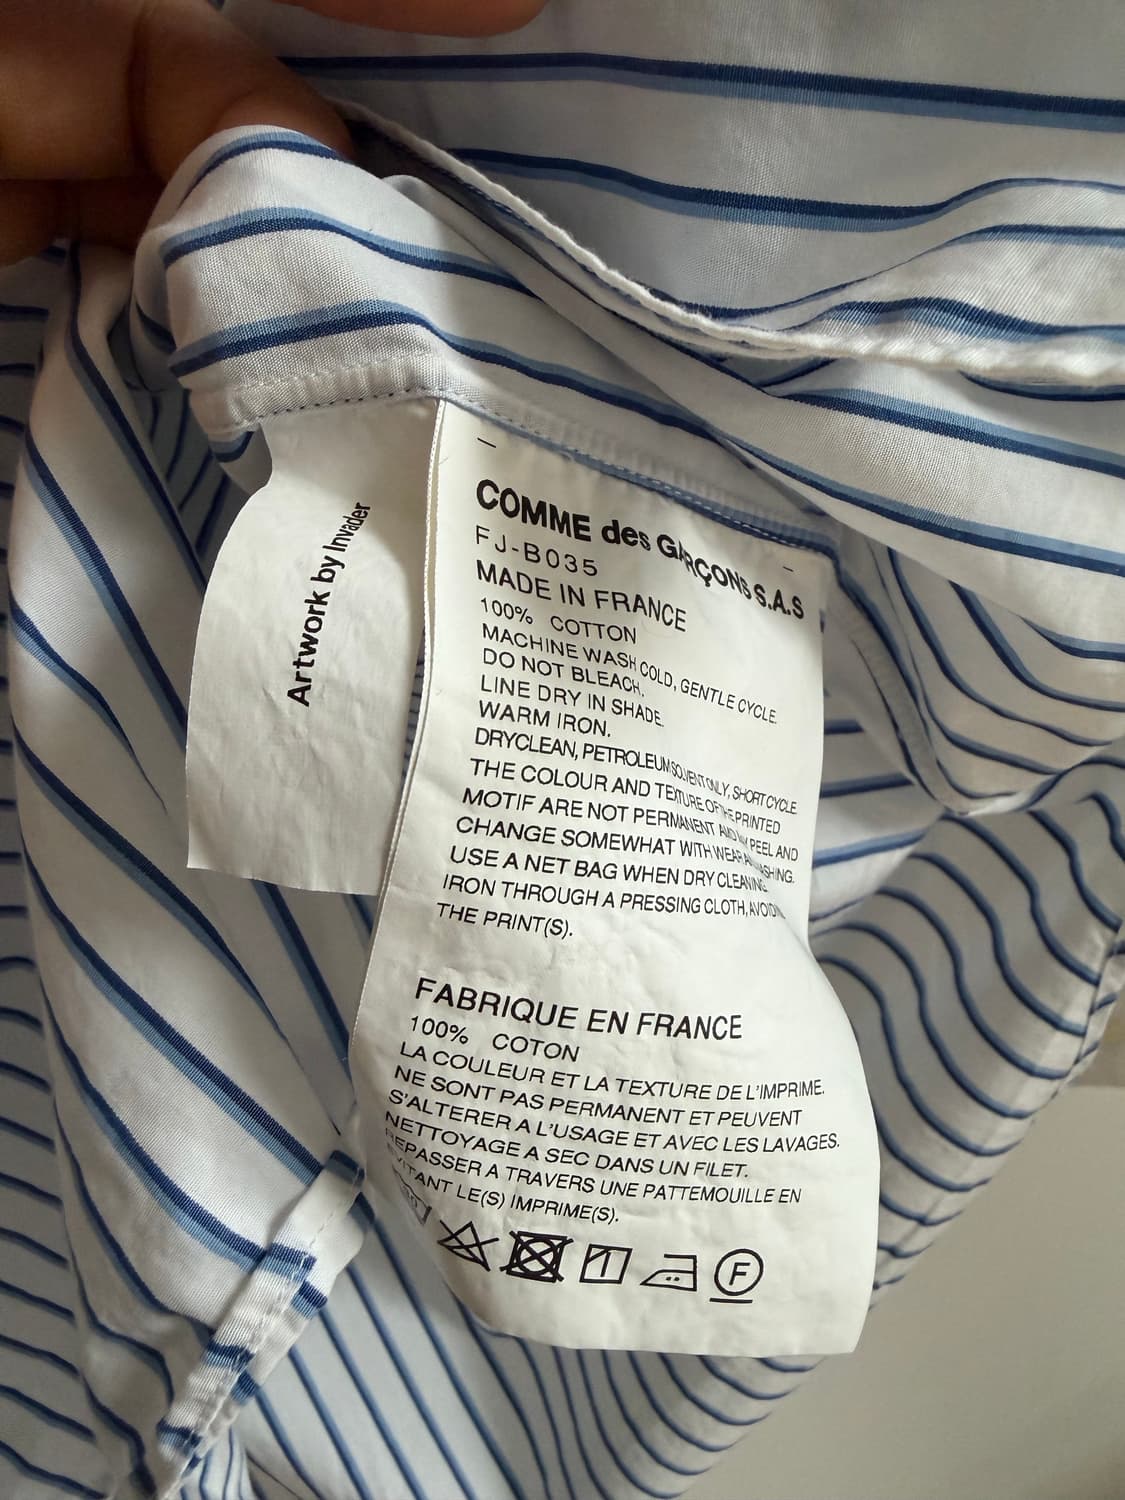 Artwork by Invader
COMME des GARÇONS S.A.S
FJ-B035
MADE IN FRANCE
100% COTTON
MACHINE WASH COLD, GENTLE CYCLE.
DO NOT BLEACH.
LINE DRY IN SHADE.
WARM IRON.
DRYCLEAN, PETROLEUM SOLVENT ONLY, SHORT CYCLE.
THE COLOUR AND TEXTURE OF THE PRINTED
MOTIF ARE NOT PERMANENT AND MAY PEEL AND
CHANGE SOMEWHAT WITH WEAR AND WASHING.
USE A NET BAG WHEN DRY CLEANING.
IRON THROUGH A PRESSING CLOTH, AVOIDING
THE PRINT(S).
FABRIQUE EN FRANCE
100% COTON
LA COULEUR ET LA TEXTURE DE L'IMPRIME.
NE SONT PAS PERMANENT ET PEUVENT
S'ALTERER A L'USAGE ET AVEC LES LAVAGES.
NETTOYAGE A SEC DANS UN FILET.
REPASSER A TRAVERS UNE PATTEMOUILLE EN
EVITANT LE(S) IMPRIME(S).
F